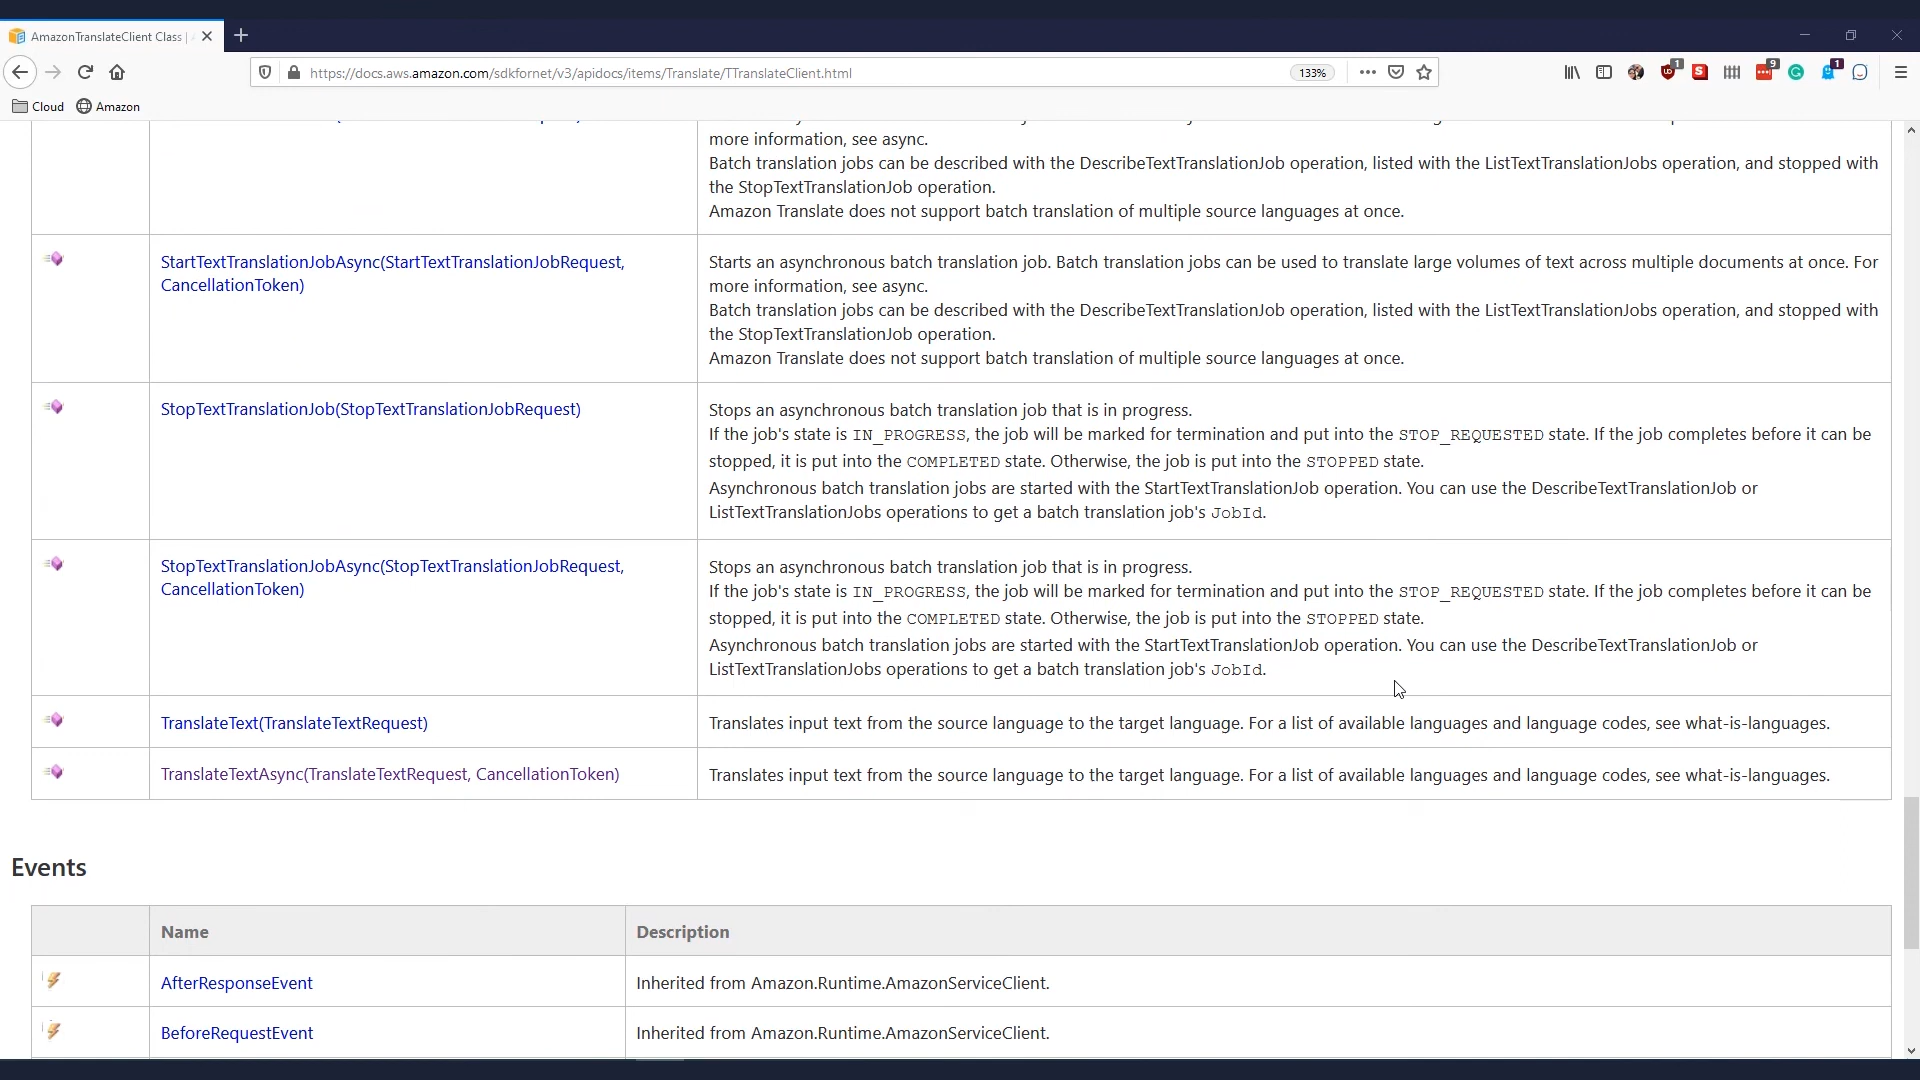 AmazonTranslateClient Class |
https://docs.aws.amazon.com/sdkfornet/v3/apidocs/items/Translate/TTranslateClient.html
133%
1
9
1
Cloud
Amazon
more information, see async.
Batch translation jobs can be described with the DescribeTextTranslationJob operation, listed with the ListTextTranslationJobs operation, and stopped with
the StopTextTranslationJob operation.
Amazon Translate does not support batch translation of multiple source languages at once.
StartTextTranslationJobAsync(StartTextTranslationJobRequest,
CancellationToken)
Starts an asynchronous batch translation job. Batch translation jobs can be used to translate large volumes of text across multiple documents at once. For
more information, see async.
Batch translation jobs can be described with the DescribeTextTranslationJob operation, listed with the ListTextTranslationJobs operation, and stopped with
the StopTextTranslationJob operation.
Amazon Translate does not support batch translation of multiple source languages at once.
StopTextTranslationJob(StopTextTranslationJobRequest)
Stops an asynchronous batch translation job that is in progress.
If the job's state is IN_PROGRESS, the job will be marked for termination and put into the STOP_REQUESTED state. If the job completes before it can be
stopped, it is put into the COMPLETED state. Otherwise, the job is put into the STOPPED state.
Asynchronous batch translation jobs are started with the StartTextTranslationJob operation. You can use the DescribeTextTranslationJob or
ListTextTranslationJobs operations to get a batch translation job's JobId.
StopTextTranslationJobAsync(StopTextTranslationJobRequest,
CancellationToken)
Stops an asynchronous batch translation job that is in progress.
If the job's state is IN_PROGRESS, the job will be marked for termination and put into the STOP_REQUESTED state. If the job completes before it can be
stopped, it is put into the COMPLETED state. Otherwise, the job is put into the STOPPED state.
Asynchronous batch translation jobs are started with the StartTextTranslationJob operation. You can use the DescribeTextTranslationJob or
ListTextTranslationJobs operations to get a batch translation job's JobId.
TranslateText(TranslateTextRequest)
Translates input text from the source language to the target language. For a list of available languages and language codes, see what-is-languages.
TranslateTextAsync(TranslateTextRequest, CancellationToken)
Translates input text from the source language to the target language. For a list of available languages and language codes, see what-is-languages.
Events
Name
Description
AfterResponseEvent
Inherited from Amazon.Runtime.AmazonServiceClient.
BeforeRequestEvent
Inherited from Amazon.Runtime.AmazonServiceClient.